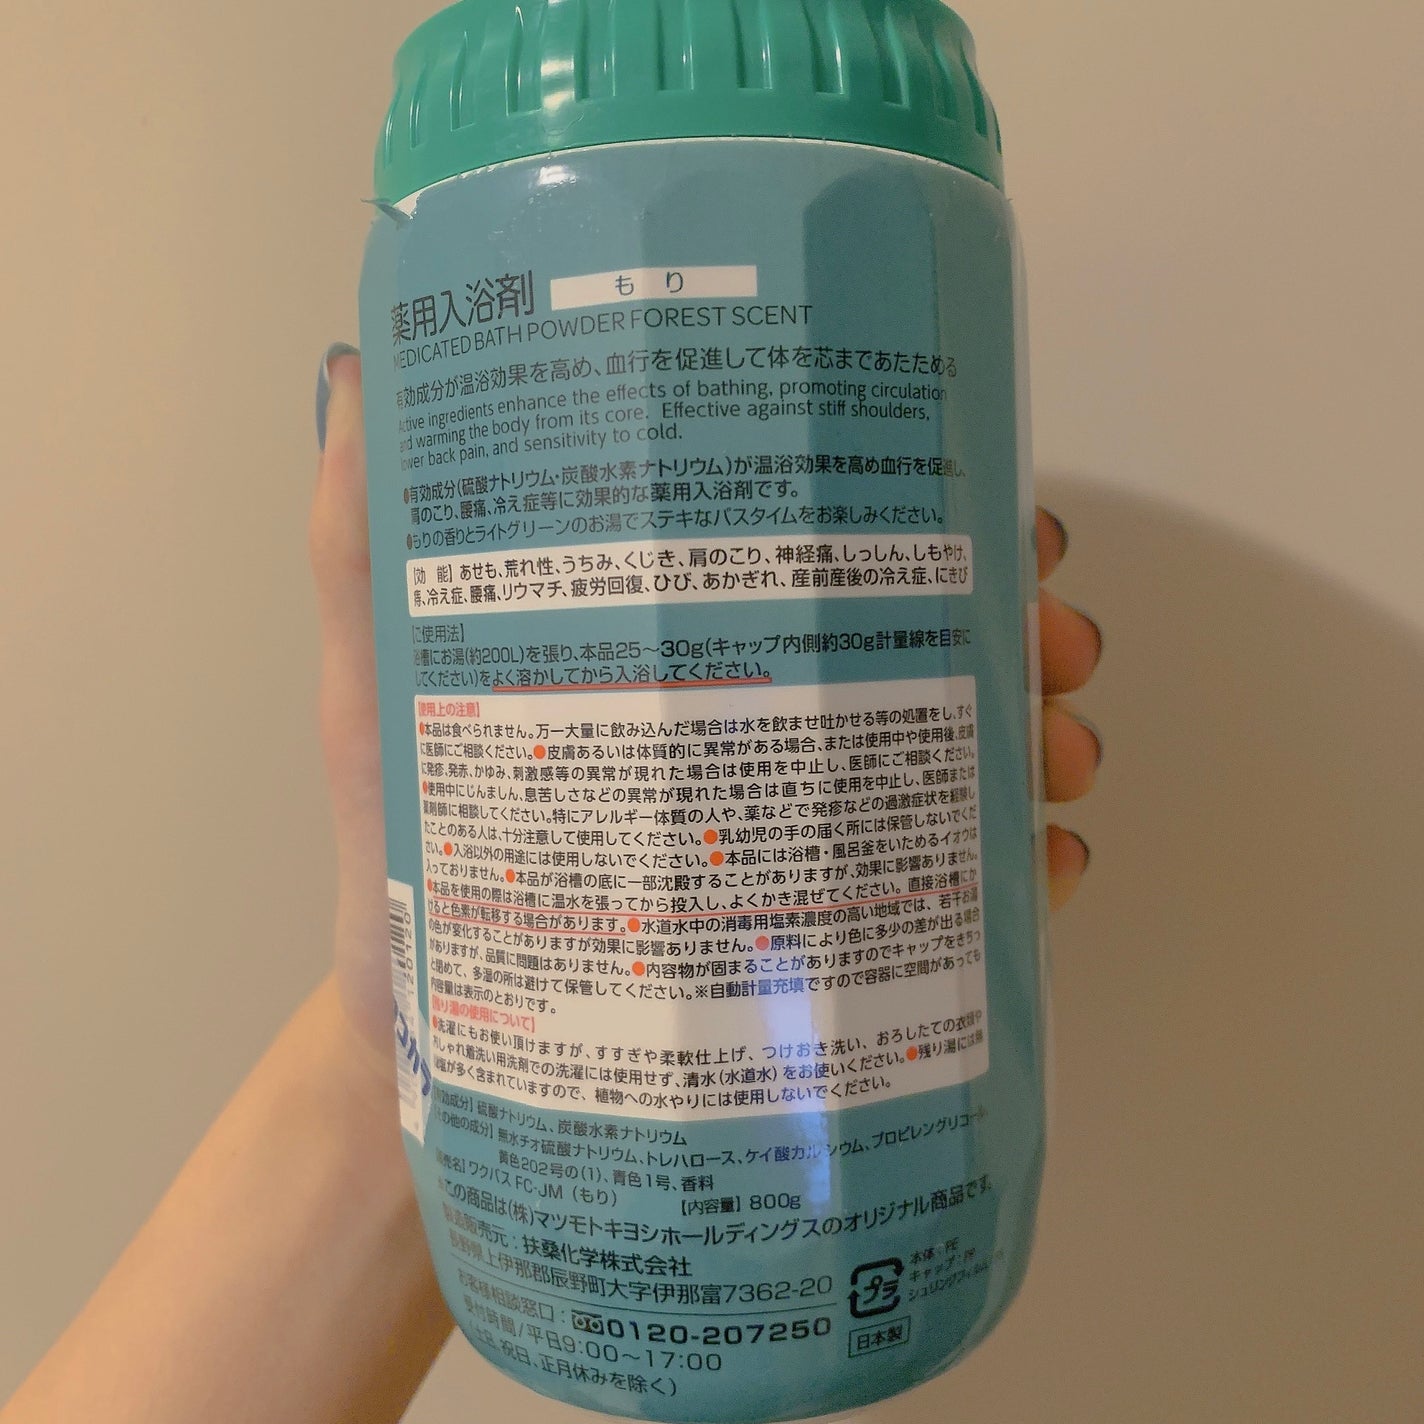 薬用入浴剤 もり
MEDICATED BATH POWDER FOREST SCENT
有効成分が温浴効果を高め、血行を促進して体を芯まであたためる
Active ingredients enhance the effects of bathing, promoting circulation
and warming the body from its core. Effective against stiff shoulders,
lower back pain, and sensitivity to cold.
●有効成分(硫酸ナトリウム・炭酸水素ナトリウム)が温浴効果を高め血行を促進し、
肩のこり、腰痛、冷え症等に効果的な薬用入浴剤です。
●もりの香りとライトグリーンのお湯でステキなバスタイムをお楽しみください。
【効 能】あせも、荒れ性、うちみ、くじき、肩のこり、神経痛、しっしん、しもやけ、
痔、冷え症、腰痛、リウマチ、疲労回復、ひび、あかぎれ、産前産後の冷え症、にきび
【ご使用法】
浴槽にお湯(約200L)を張り、本品25～30g(キャップ内側約30g計量線を目安に
してください)をよく溶かしてから入浴してください。
【使用上の注意】
●本品は食べられません。万一大量に飲み込んだ場合は水を飲ませ吐かせる等の処置をし、すぐ
に医師にご相談ください。●皮膚あるいは体質的に異常がある場合、または使用中や使用後、皮膚
に発疹、発赤、かゆみ、刺激感等の異常が現れた場合は使用を中止し、医師にご相談ください。
●使用中にじんましん、息苦しさなどの異常が現れた場合は直ちに使用を中止し、医師または
薬剤師に相談してください。特にアレルギー体質の人や、薬などで発疹などの過激症状を経験し
たことのある人は、十分注意して使用してください。●乳幼児の手の届く所には保管しないでくだ
さい。●入浴以外の用途には使用しないでください。●本品には浴槽・風呂釜をいためるイオウは
入っておりません。●本品が浴槽の底に一部沈殿することがありますが、効果に影響ありません。
●本品を使用の際は浴槽に温水を張ってから投入し、よくかき混ぜてください。直接浴槽にか
けると色素が転移する場合があります。●水道水中の消毒用塩素濃度の高い地域では、若干お湯
の色が変化することがありますが効果に影響ありません。●原料により色に多少の差が出る場合
がありますが、品質に問題はありません。●内容物が固まることがありますのでキャップをきちっ
と閉めて、多湿の所は避けて保管してください。※自動計量充填ですので容器に空間があっても
内容量は表示のとおりです。
【残り湯の使用について】
●洗濯にもお使い頂けますが、すすぎや柔軟仕上げ、つけおき洗い、おろしたての衣類や
おしゃれ着洗い用洗剤での洗濯には使用せず、清水(水道水)をお使いください。●残り湯には無
機塩が多く含まれていますので、植物への水やりには使用しないでください。
【有効成分】硫酸ナトリウム、炭酸水素ナトリウム
【その他の成分】無水チオ硫酸ナトリウム、トレハロース、ケイ酸カルシウム、プロピレングリコール、
黄色202号の(1)、青色1号、香料
【販売名】ワクバス FC-JM (もり) 【内容量】800g
※この商品は(株)マツモトキヨシホールディングスのオリジナル商品です。
製造販売元：扶桑化学株式会社
長野県上伊那郡辰野町大字伊那富7362-20
お客様相談窓口：0120-207250
受付時間/平日9:00～17:00
(土日、祝日、正月休みを除く)
プラ
本体：PE
キャップ：PP
日本製